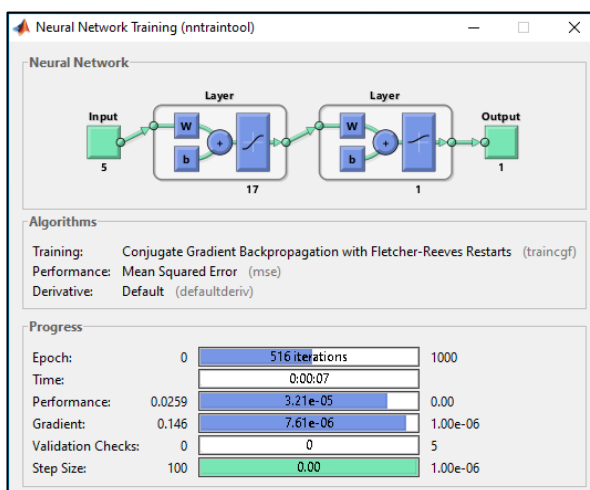 Neural Network Training (nntraintool)
Neural Network
Layer Layer
Input Output
W W
+ +
b b
5 1
17 1
Algorithms
Training: Conjugate Gradient Backpropagation with Fletcher-Reeves Restarts (traincgf)
Performance: Mean Squared Error (mse)
Derivative: Default (defaultderiv)
Progress
Epoch: 0 516 iterations 1000
Time: 0:00:07
Performance: 0.0259 3.21e-05 0.00
Gradient: 0.146 7.61e-06 1.00e-06
Validation Checks: 0 0 5
Step Size: 100 0.00 1.00e-06